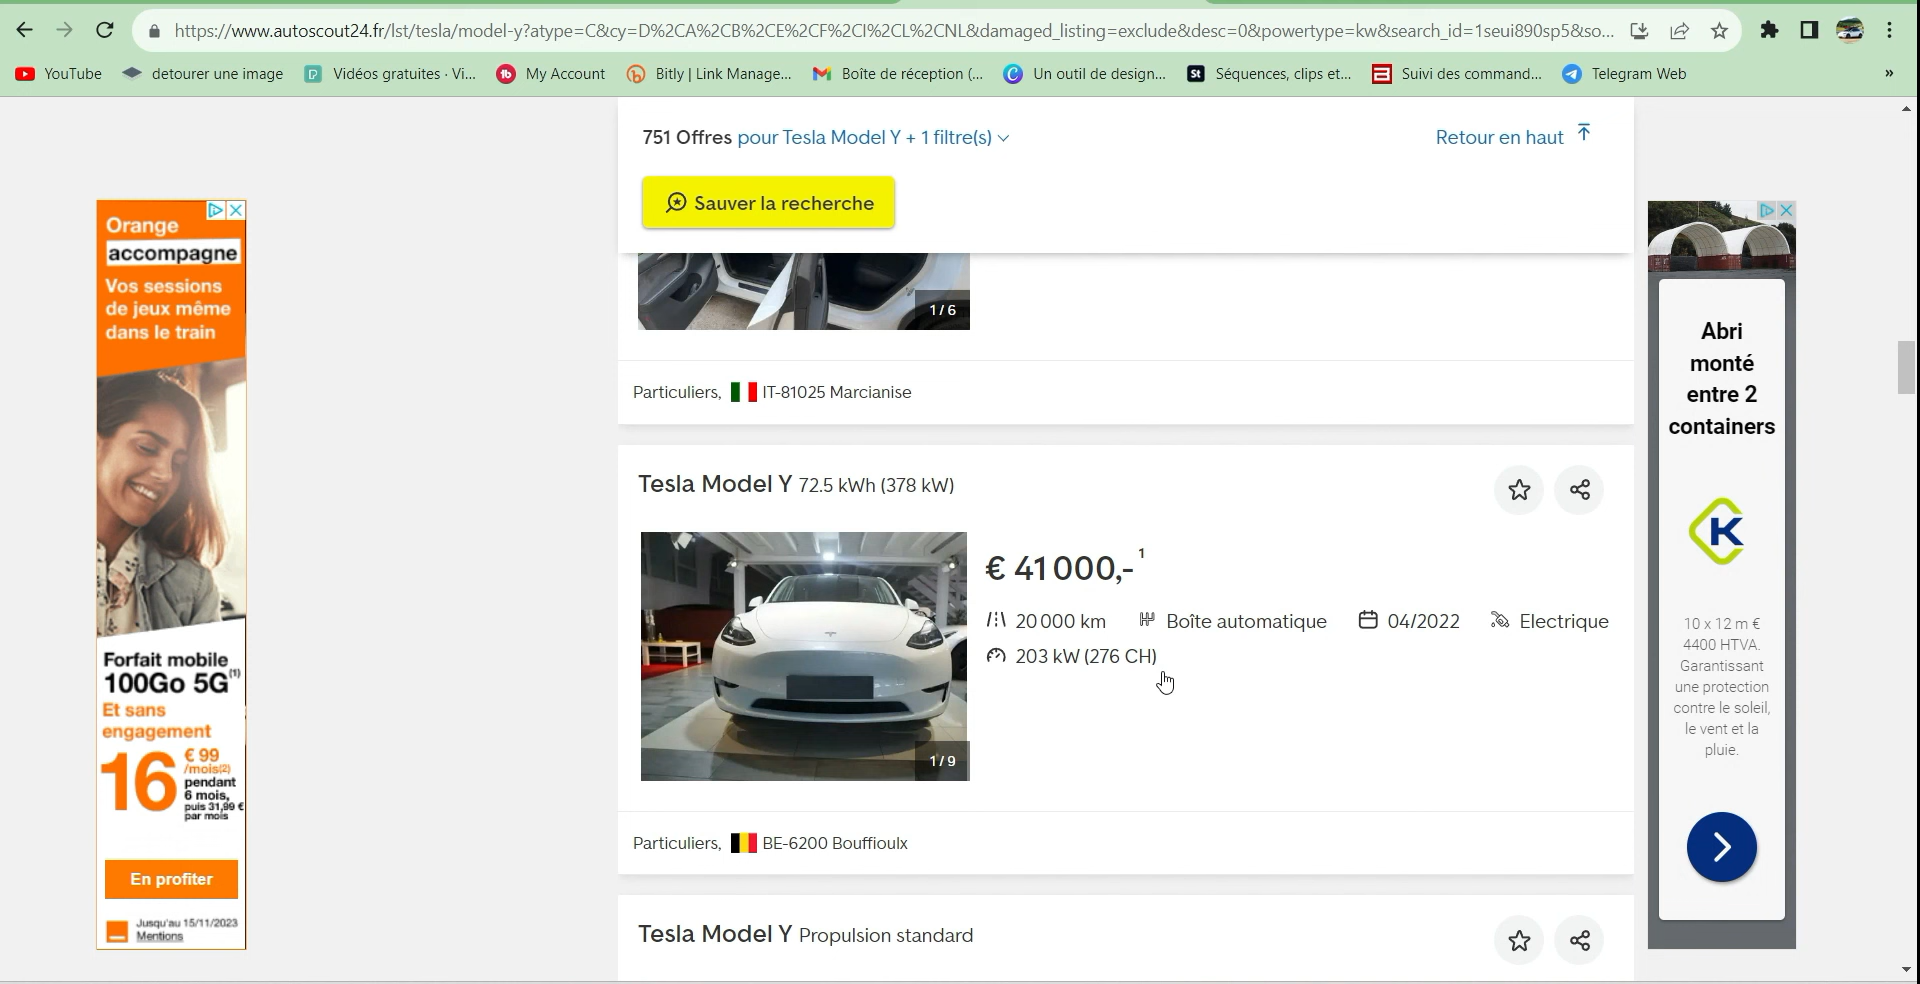 https://www.autoscout24.fr/lst/tesla/model-y?atype=C&cy=D%2CA%2CB%2CE%2CF%2CI%2CL%2CNL&damaged_listing=exclude&desc=0&powertype=kw&search_id=1seui890sp5&so...
YouTube
detourer une image
Vidéos gratuites · Vi...
My Account
Bitly | Link Manage...
Boîte de réception (...
Un outil de design...
St
Séquences, clips et...
Suivi des command...
Telegram Web
»
751 Offres pour Tesla Model Y + 1 filtre(s)
Retour en haut
Sauver la recherche
1/6
Particuliers, IT-81025 Marcianise
Tesla Model Y 72.5 kWh (378 kW)
€ 41 000,- 1
20 000 km
Boîte automatique
04/2022
Electrique
203 kW (276 CH)
1/9
Particuliers, BE-6200 Bouffioulx
Tesla Model Y Propulsion standard
Orange
accompagne
Vos sessions
de jeux même
dans le train
Forfait mobile
100Go 5G(1)
Et sans
engagement
16 € 99
/mois(2)
pendant
6 mois,
puis 31,99 €
par mois
En profiter
Jusqu'au 15/11/2023
Mentions
Abri
monté
entre 2
containers
K
10 x 12 m €
4400 HTVA.
Garantissant
une protection
contre le soleil,
le vent et la
pluie.